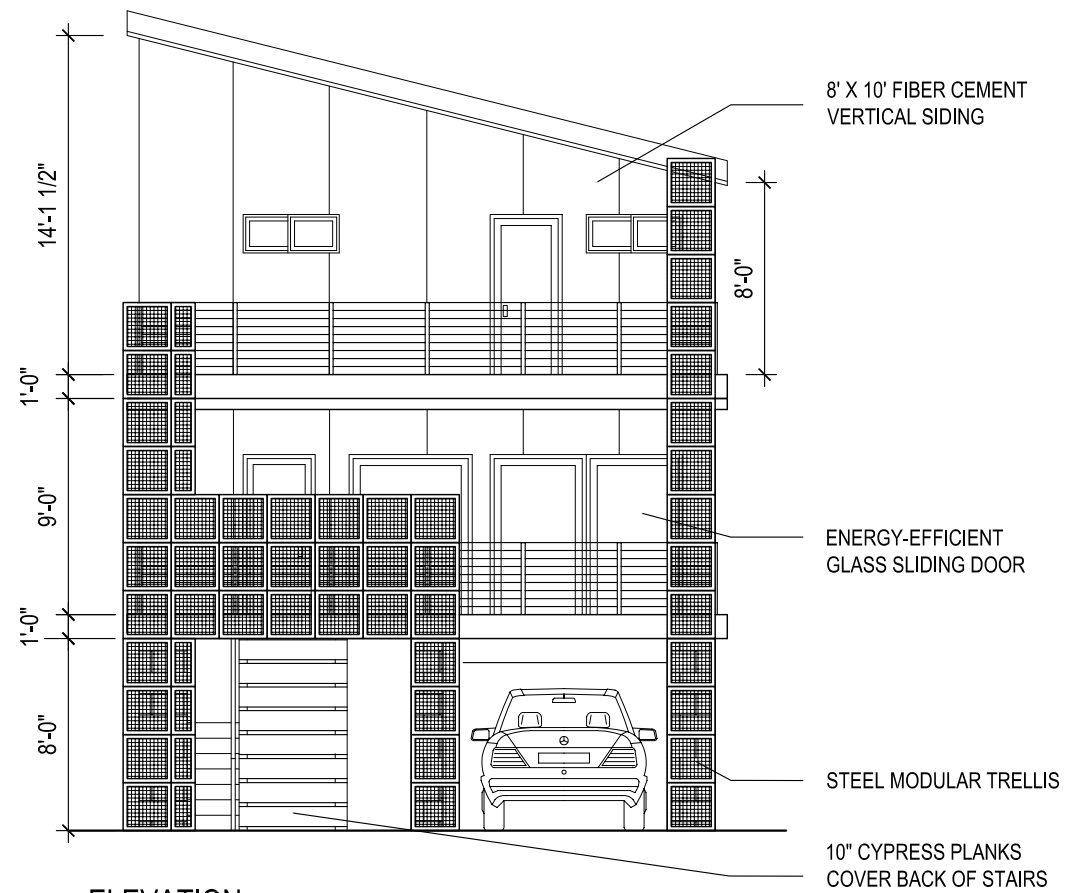 8' X 10' FIBER CEMENT
VERTICAL SIDING
14'-1 1/2"
8'-0"
1'-0"
9'-0"
ENERGY-EFFICIENT
GLASS SLIDING DOOR
1'-0"
8'-0"
STEEL MODULAR TRELLIS
10" CYPRESS PLANKS
COVER BACK OF STAIRS
ELEVATION